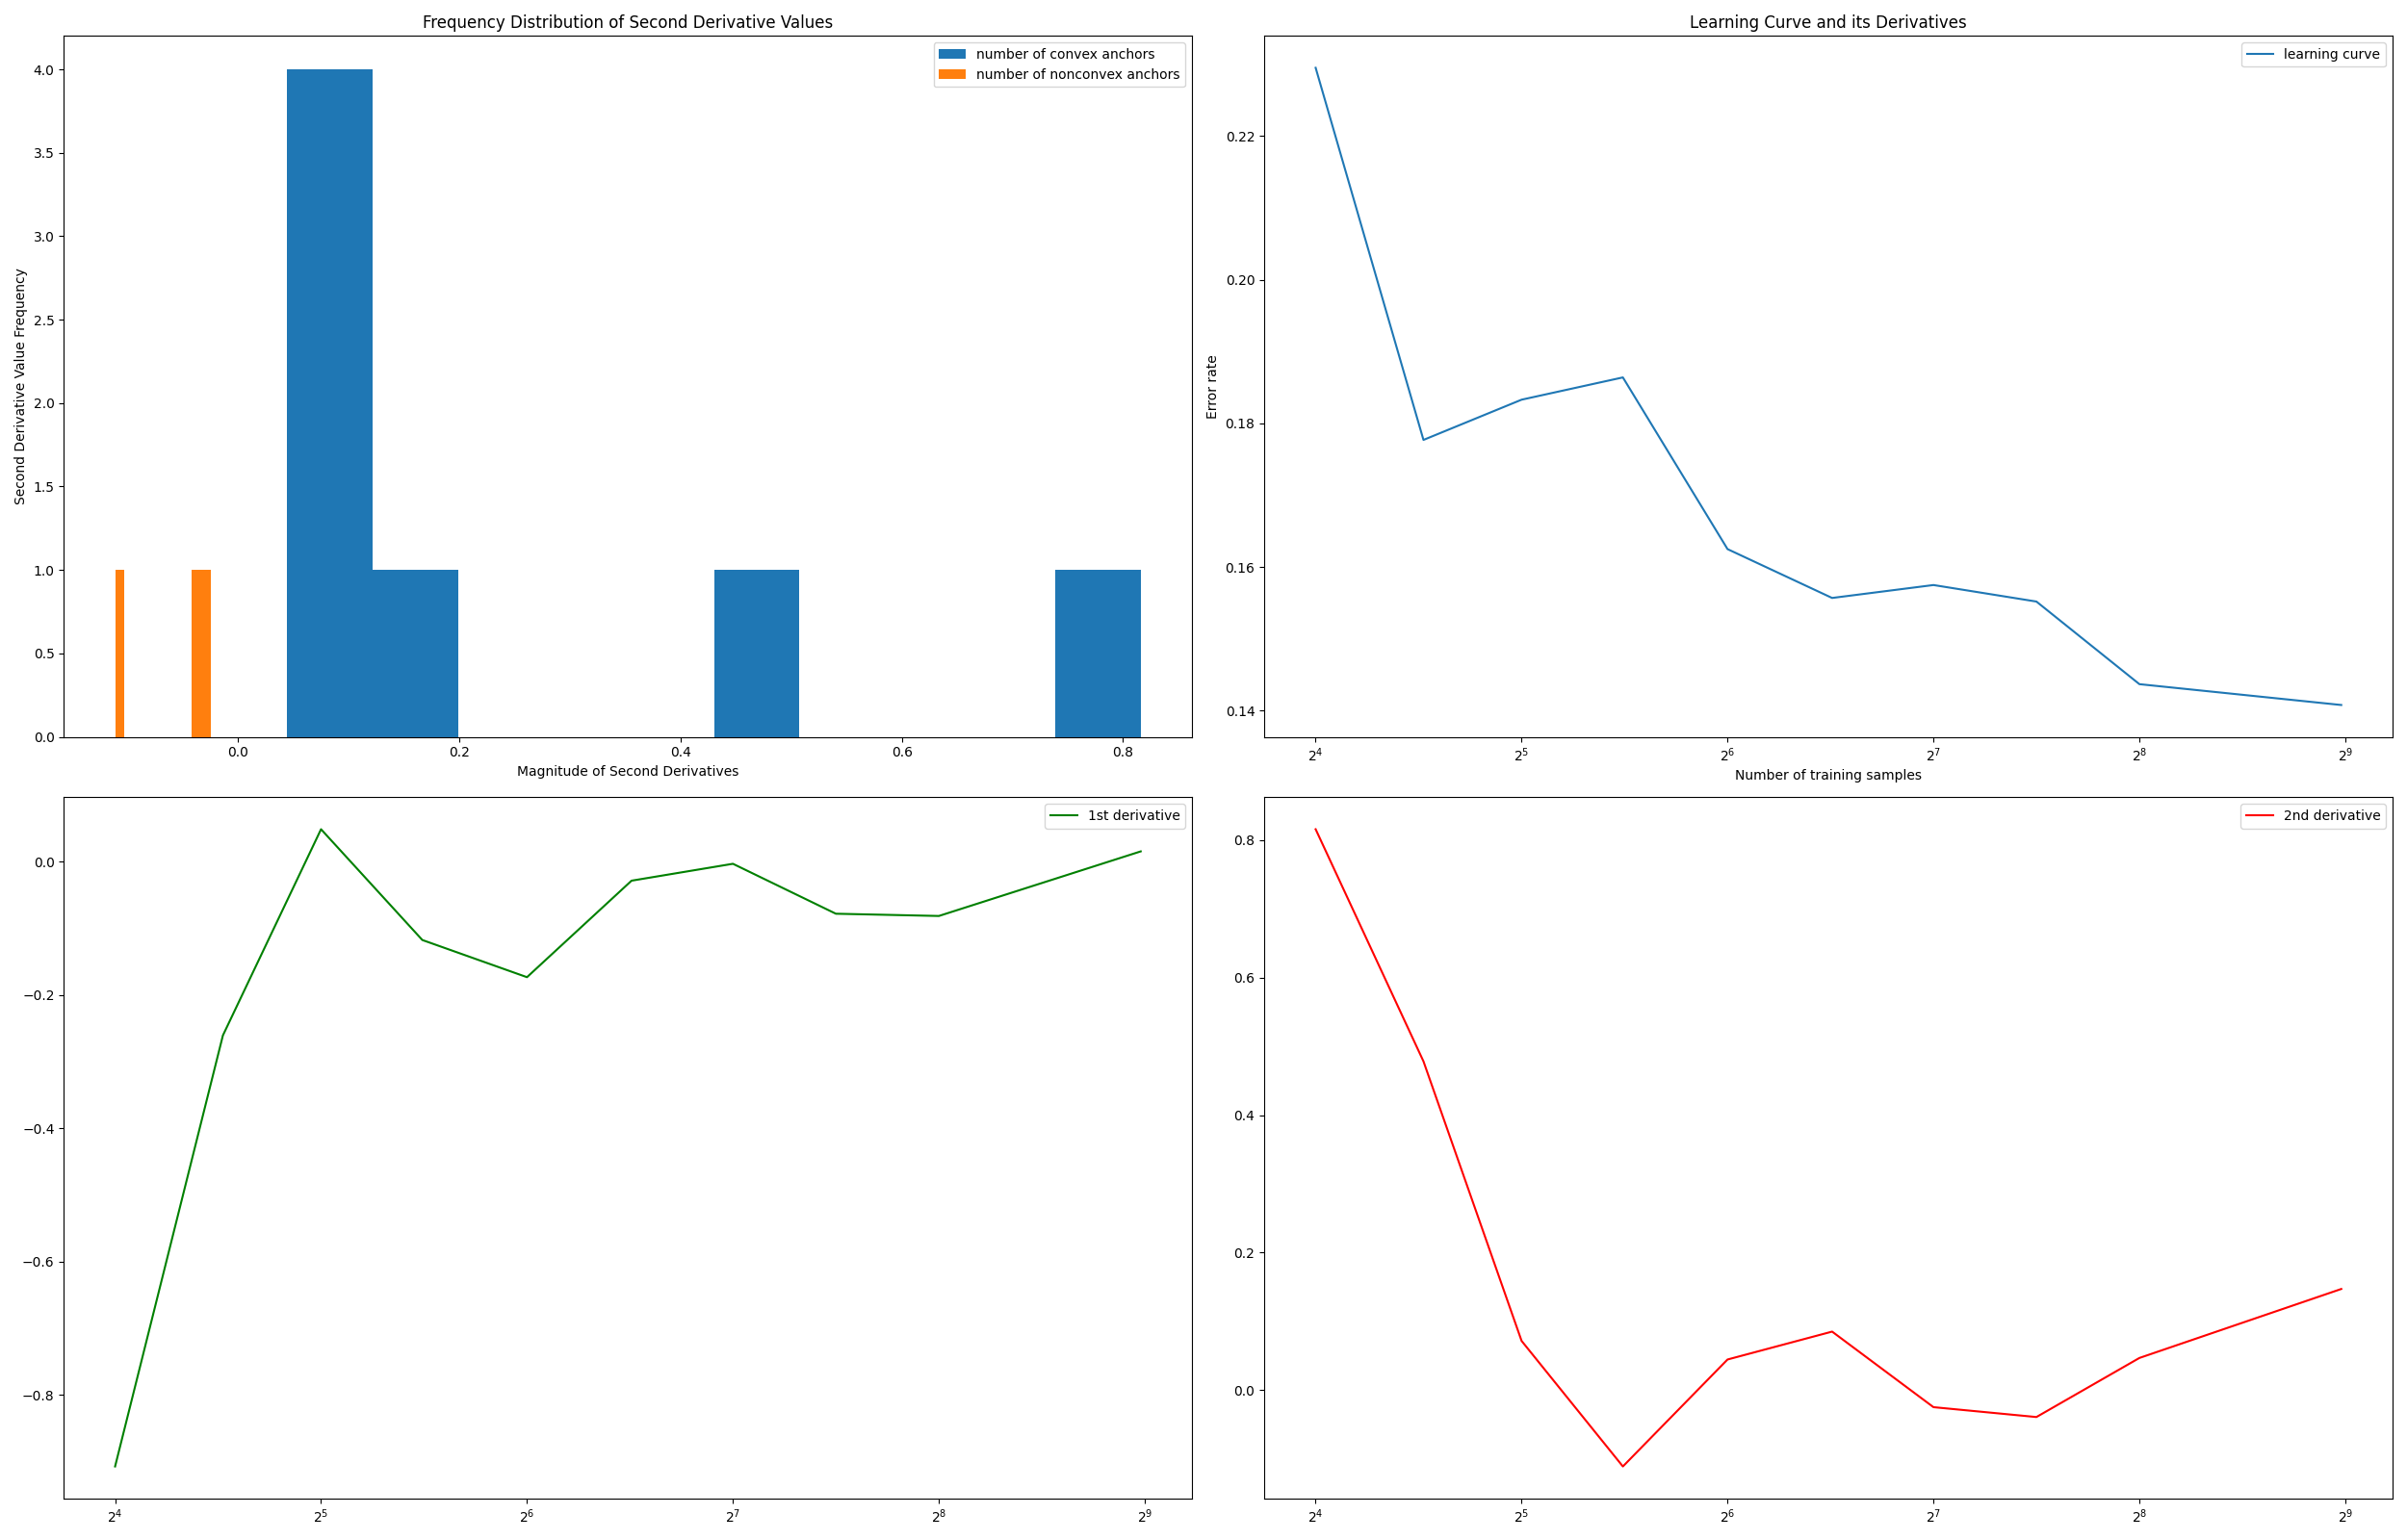 Frequency Distribution of Second Derivative Values
number of convex anchors
number of nonconvex anchors
Second Derivative Value Frequency
4.0
3.5
3.0
2.5
2.0
1.5
1.0
0.5
0.0
0.0 0.2 0.4 0.6 0.8
Magnitude of Second Derivatives
Learning Curve and its Derivatives
learning curve
Error rate
0.22
0.20
0.18
0.16
0.14
2⁴ 2⁵ 2⁶ 2⁷ 2⁸ 2⁹
Number of training samples
1st derivative
0.0
−0.2
−0.4
−0.6
−0.8
2⁴ 2⁵ 2⁶ 2⁷ 2⁸ 2⁹
2nd derivative
0.8
0.6
0.4
0.2
0.0
2⁴ 2⁵ 2⁶ 2⁷ 2⁸ 2⁹